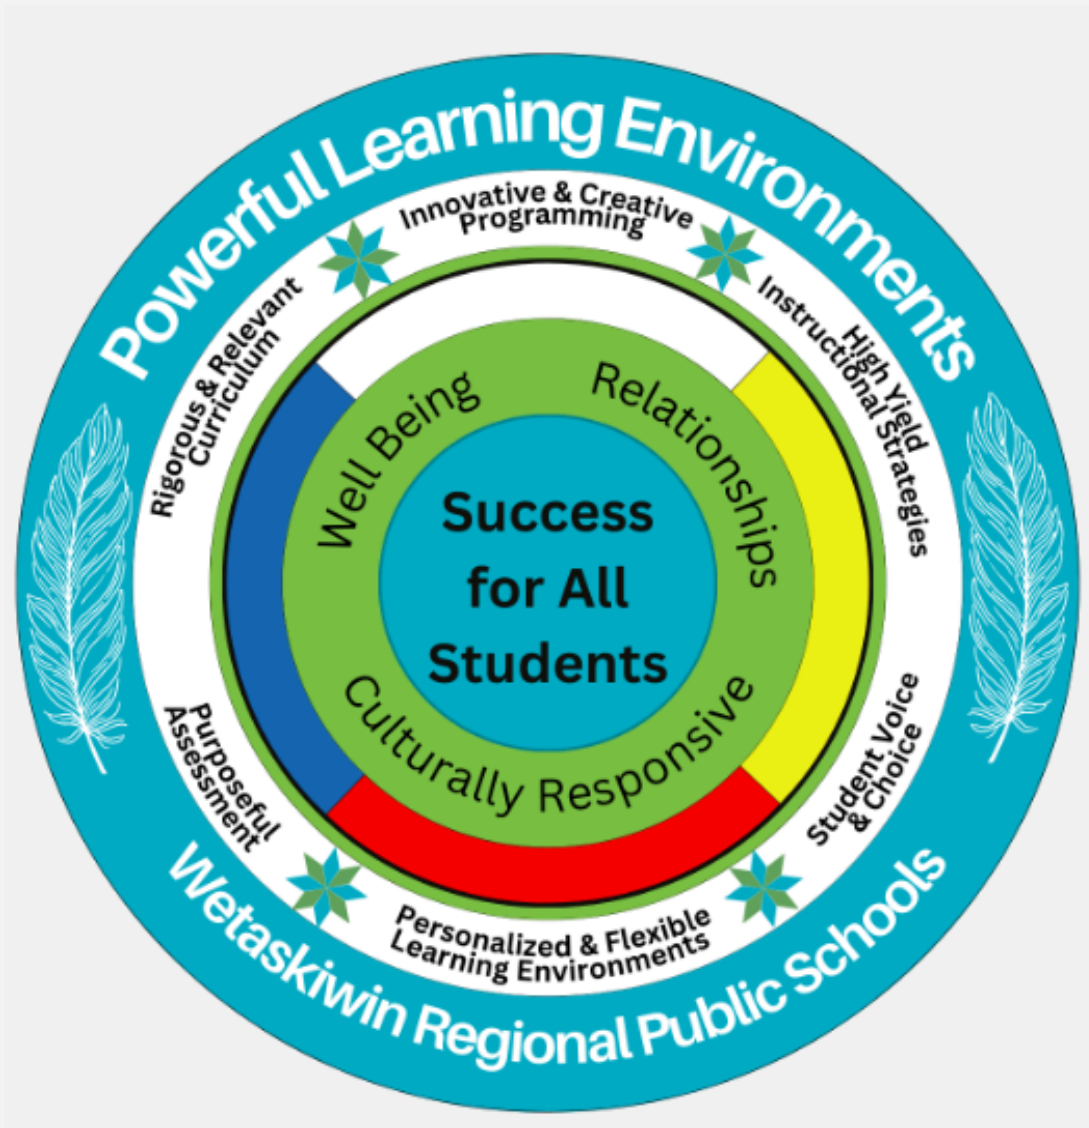 Powerful Learning Environments
Innovative & Creative
Programming
High Yield
Instructional Strategies
Student Voice
& Choice
Personalized & Flexible
Learning Environments
Purposeful
Assessment
Rigorous & Relevant
Curriculum
Well Being
Relationships
Culturally Responsive
Success
for All
Students
Wetaskiwin Regional Public Schools